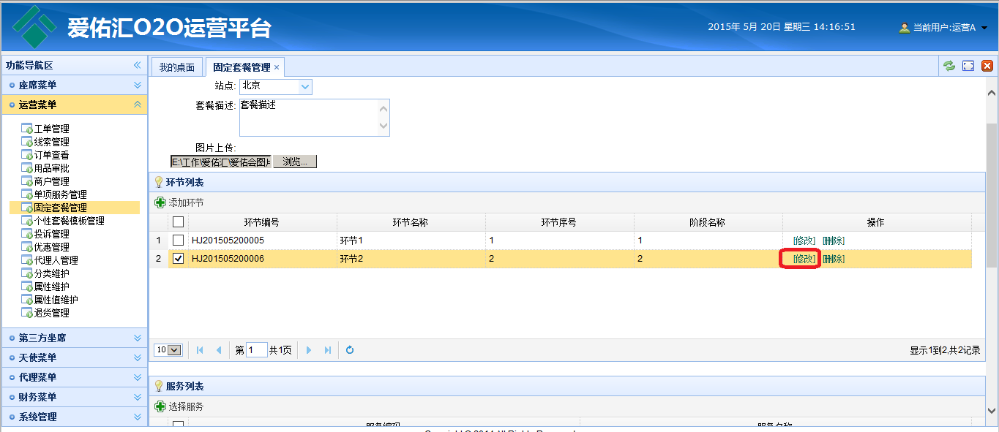 爱佑汇O2O运营平台
2015年 5月 20日 星期三 14:16:51
当前用户:运营A
功能导航区
座席菜单
运营菜单
工单管理
线索管理
订单查看
用品审批
商户管理
单项服务管理
固定套餐管理
个性套餐模板管理
投诉管理
优惠管理
代理人管理
分类维护
属性维护
属性值维护
退货管理
第三方坐席
天使菜单
代理菜单
财务菜单
系统管理
我的桌面 固定套餐管理
站点: 北京
套餐描述: 套餐描述
图片上传:
E:\工作\爱佑汇\爱佑会图片 浏览...
环节列表
添加环节
环节编号 环节名称 环节序号 阶段名称 操作
1 HJ201505200005 环节1 1 1 [修改] [删除]
2 HJ201505200006 环节2 2 2 [修改] [删除]
10 第 1 共1页 显示1到2,共2记录
服务列表
选择服务
服务编码 服务名称